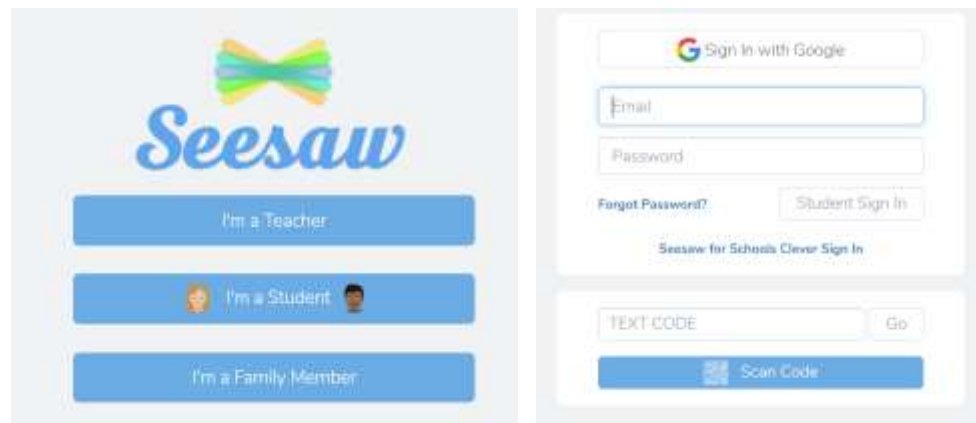 Seesaw
I'm a Teacher
I'm a Student
I'm a Family Member
Sign In with Google
Email
Password
Forgot Password?
Student Sign In
Seesaw for Schools Clever Sign In
TEXT CODE
Go
Scan Code